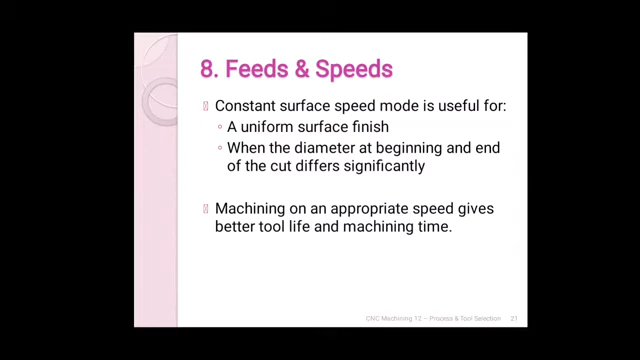 8. Feeds & Speeds
Constant surface speed mode is useful for:
◦ A uniform surface finish
◦ When the diameter at beginning and end
of the cut differs significantly
Machining on an appropriate speed gives
better tool life and machining time.
CNC Machining 12 -- Process & Tool Selection 21